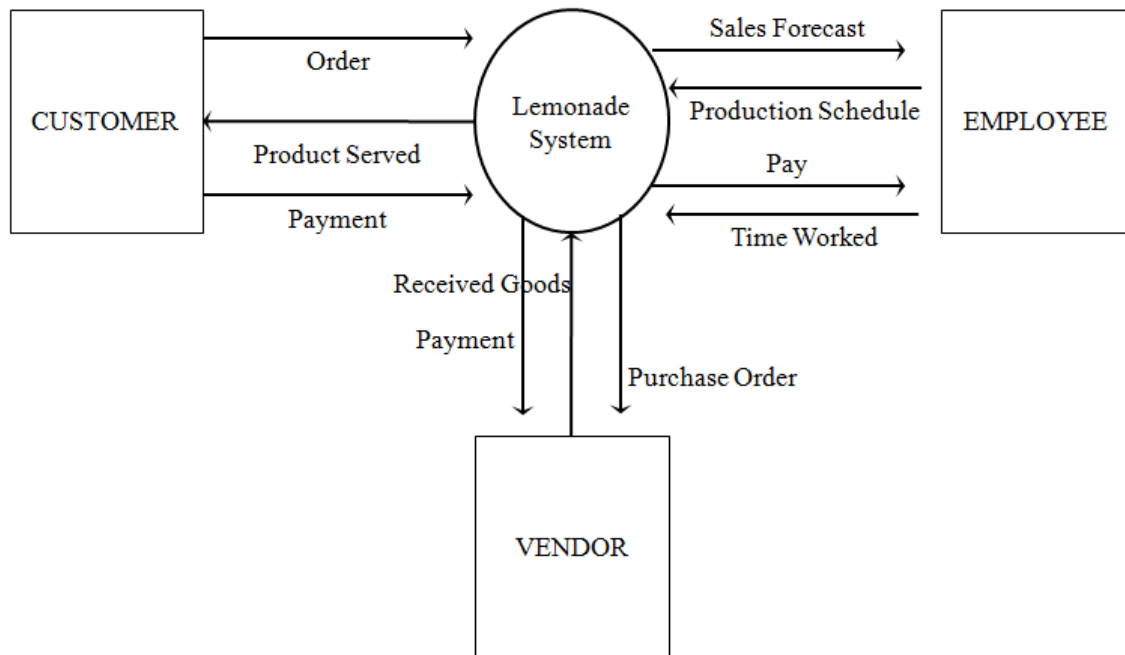 Sales Forecast
Order
Lemonade
System
Production Schedule
CUSTOMER
EMPLOYEE
Product Served
Pay
Payment
Time Worked
Received Goods
Payment
Purchase Order
VENDOR